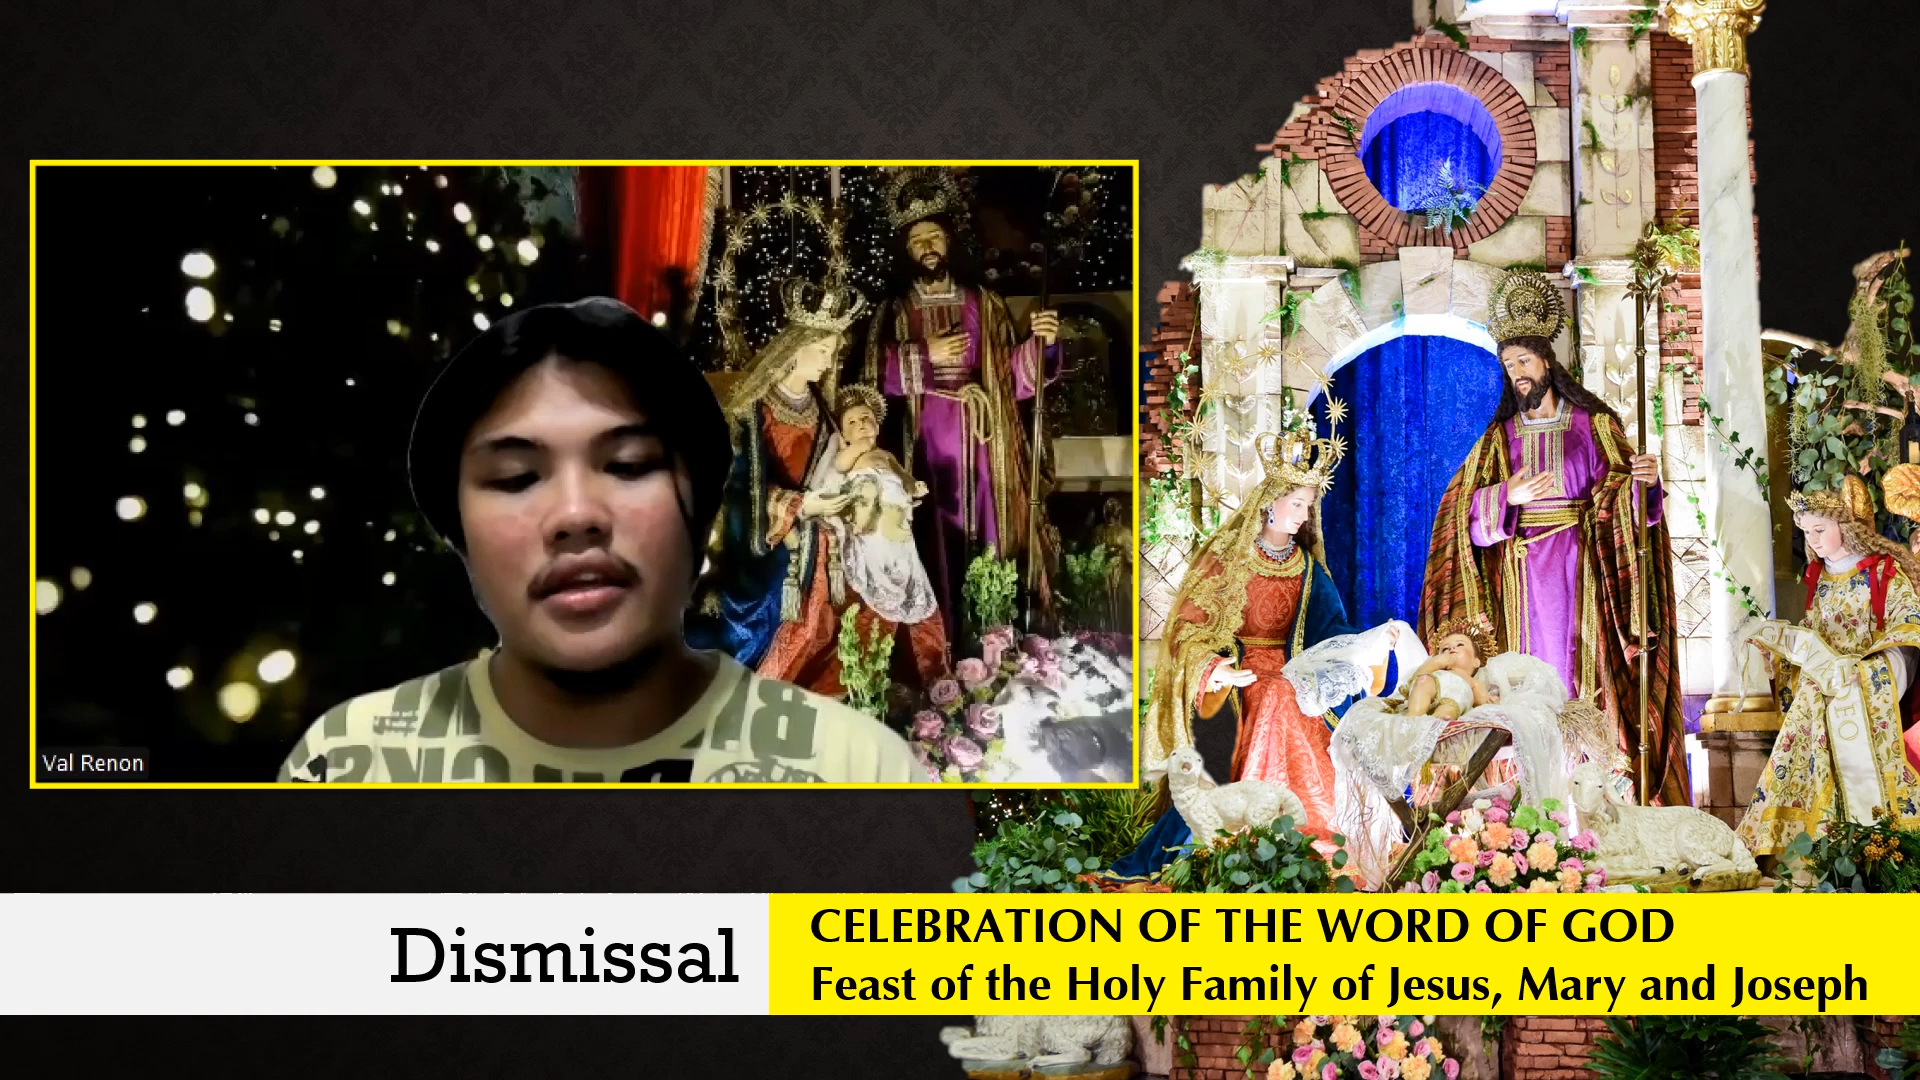 Val Renon
Dismissal
CELEBRATION OF THE WORD OF GOD
Feast of the Holy Family of Jesus, Mary and Joseph
DEO